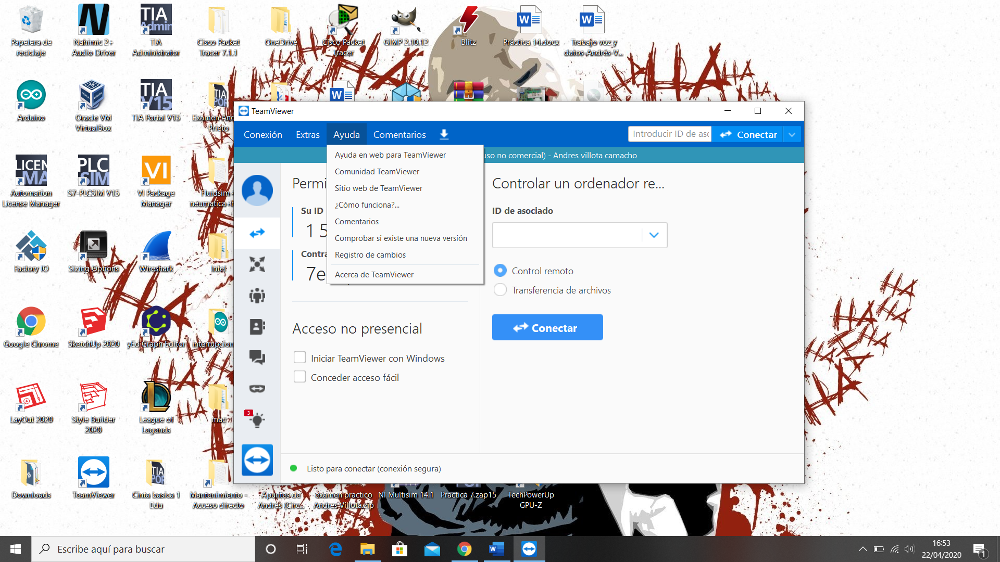 Papelera de
reciclaje
Nahimic 2+
Audio Driver
TIA
Admin
TIA
Administrator
Cisco Packet
Tracer 7.1.1
OneDrive
Cisco Packet
Tracer
GIMP 2.10.12
Blitz
Práctica 14.docx
Trabajo voz y
datos-Andrés-V...
Arduino
Oracle VM
VirtualBox
TIA
V15
TIA Portal V15
Prieto
TeamViewer
Conexión
Extras
Ayuda
Comentarios
Introducir ID de aso
Conectar
uso no comercial) - Andres villota camacho
Ayuda en web para TeamViewer
Comunidad TeamViewer
Sitio web de TeamViewer
¿Cómo funciona?...
Comentarios
Comprobar si existe una nueva versión
Registro de cambios
Acerca de TeamViewer
Permi
Su ID
1 5
Contra
7e
Acceso no presencial
Iniciar TeamViewer con Windows
Conceder acceso fácil
Controlar un ordenador re...
ID de asociado
Control remoto
Transferencia de archivos
Conectar
3
Listo para conectar (conexión segura)
Automation
License Manager
PLC
SIM
S7-PLCSIM V15
VI
VI Package
Manager
Factory IO
Sizing Options
Wireshark
Intel
Google Chrome
SketchUp 2020
yEd Graph Editor
interrupcion
LayOut 2020
Style Builder
2020
League of
Legends
mac
Downloads
TeamViewer
Cinta basica 1
Edu
Mantenimiento -
Acceso directo
Apuntes de
Andrés (Circ...
examen practico
Andres Villota.zip
NI Multisim 14.1
Practica 7.zap15
TechPowerUp
GPU-Z
Escribe aquí para buscar
16:53
22/04/2020
1